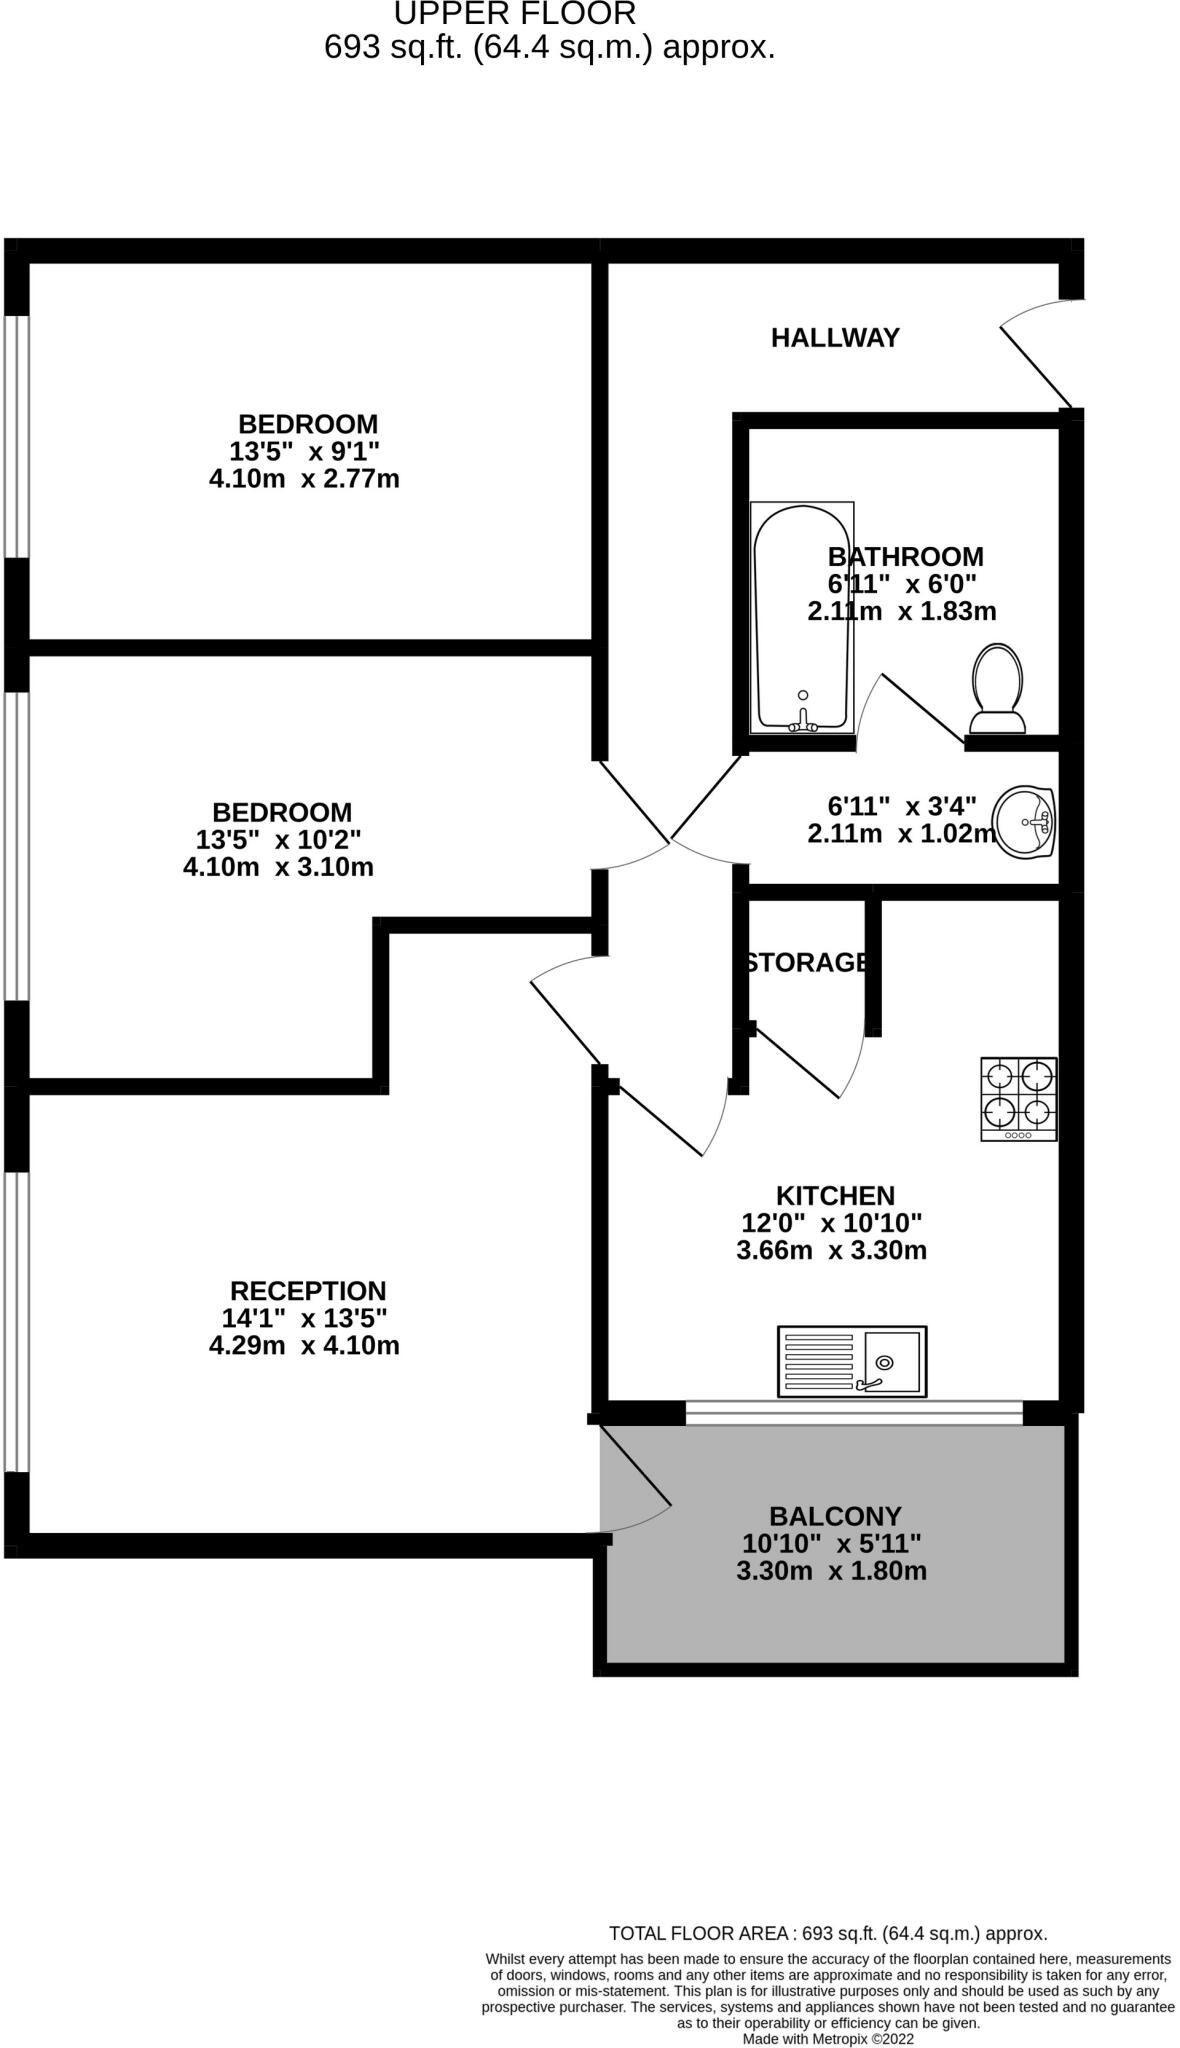 UPPER FLOOR
693 sq.ft. (64.4 sq.m.) approx.
HALLWAY
BEDROOM
13'5" x 9'1"
4.10m x 2.77m
BATHROOM
6'11" x 6'0"
2.11m x 1.83m
BEDROOM
13'5" x 10'2"
4.10m x 3.10m
6'11" x 3'4"
2.11m x 1.02m
STORAGE
KITCHEN
12'0" x 10'10"
3.66m x 3.30m
RECEPTION
14'1" x 13'5"
4.29m x 4.10m
BALCONY
10'10" x 5'11"
3.30m x 1.80m
TOTAL FLOOR AREA : 693 sq.ft. (64.4 sq.m.) approx.
Whilst every attempt has been made to ensure the accuracy of the floorplan contained here, measurements
of doors, windows, rooms and any other items are approximate and no responsibility is taken for any error,
omission or mis-statement. This plan is for illustrative purposes only and should be used as such by any
prospective purchaser. The services, systems and appliances shown have not been tested and no guarantee
as to their operability or efficiency can be given.
Made with Metropix ©2022